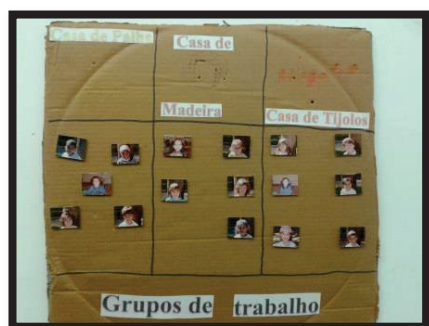 Casa de Palha
Casa de
Madeira
Casa de Tijolos
Grupos de trabalho